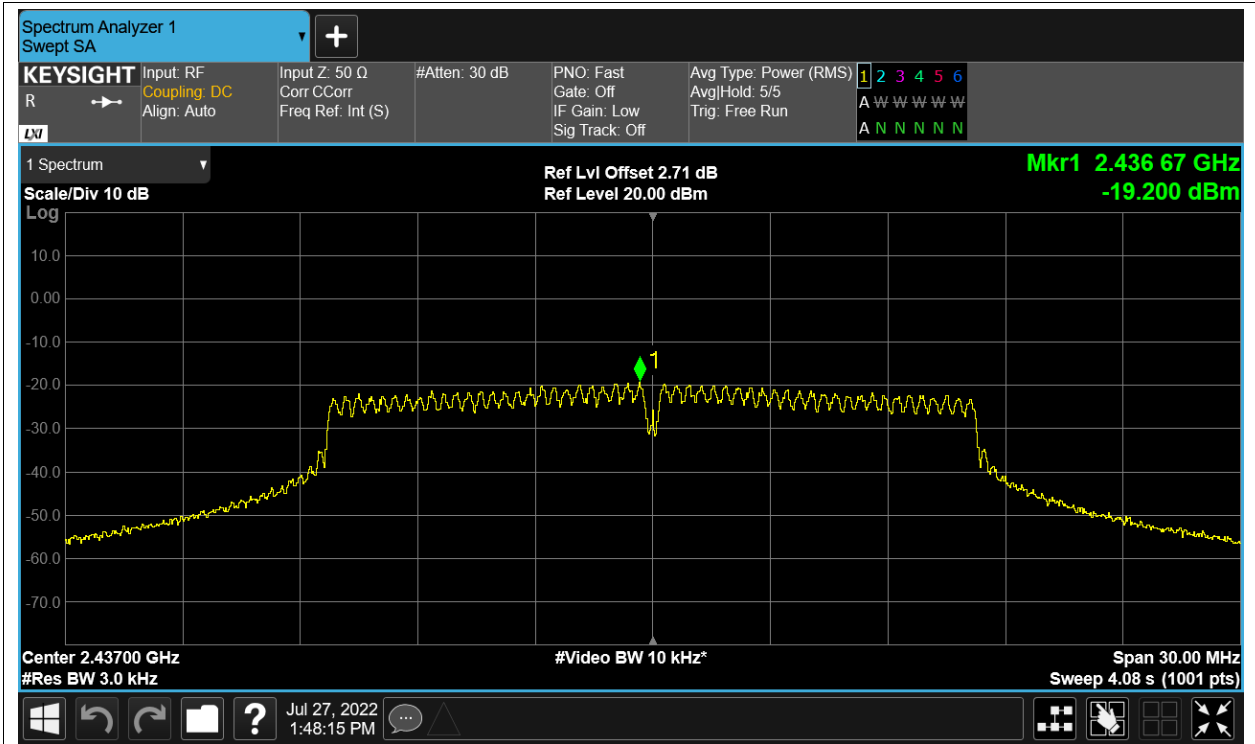 Spectrum Analyzer 1
Swept SA
KEYSIGHT
R
LXI
Input: RF
Coupling: DC
Align: Auto
Input Z: 50 Ω
Corr CCorr
Freq Ref: Int (S)
#Atten: 30 dB
PNO: Fast
Gate: Off
IF Gain: Low
Sig Track: Off
Avg Type: Power (RMS)
Avg|Hold: 5/5
Trig: Free Run
1 2 3 4 5 6
A W W W W W
A N N N N N
1 Spectrum
Scale/Div 10 dB
Log
Ref Lvl Offset 2.71 dB
Ref Level 20.00 dBm
Mkr1 2.436 67 GHz
-19.200 dBm
10.0
0.00
-10.0
-20.0
-30.0
-40.0
-50.0
-60.0
-70.0
1
Center 2.43700 GHz
#Res BW 3.0 kHz
#Video BW 10 kHz*
Span 30.00 MHz
Sweep 4.08 s (1001 pts)
?
Jul 27, 2022
1:48:15 PM